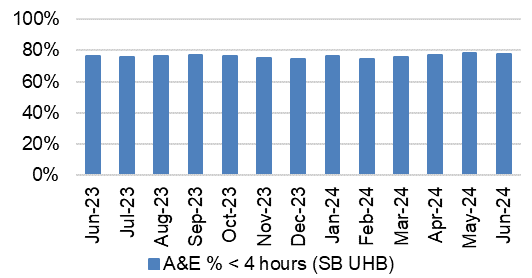 100%
80%
60%
40%
20%
0%
Jun-23
Jul-23
Aug-23
Sep-23
Oct-23
Nov-23
Dec-23
Jan-24
Feb-24
Mar-24
Apr-24
May-24
Jun-24
A&E % < 4 hours (SB UHB)